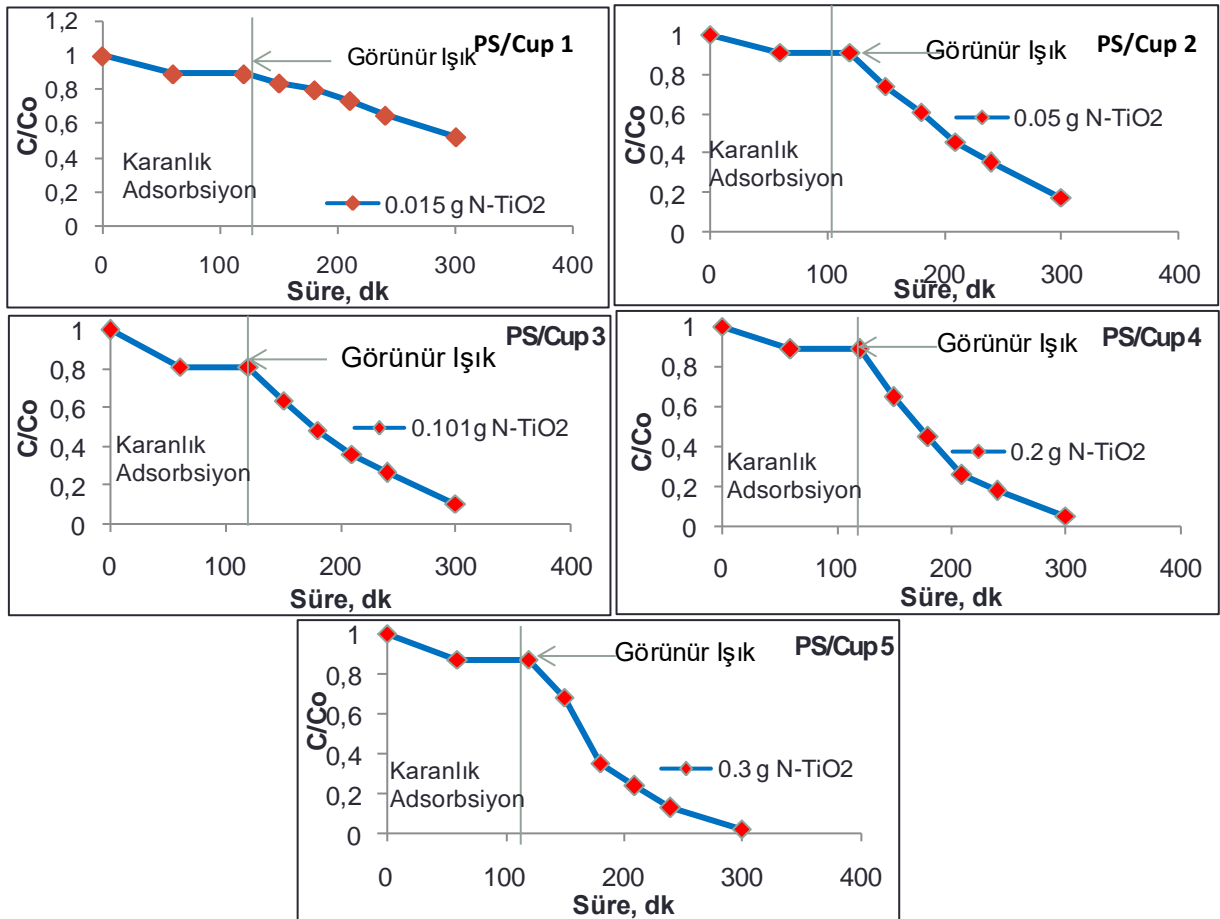 PS/Cup 1
1,2
1
0,8
0,6
0,4
0,2
0
C/Co
Görünür Işık
Karanlık
Adsorbsiyon
0.015 g N-TiO2
0 100 200 300 400
Süre, dk
PS/Cup 2
1
0,8
0,6
0,4
0,2
0
C/Co
Görünür Işık
0.05 g N-TiO2
Karanlık
Adsorbsiyon
0 100 200 300 400
Süre, dk
PS/Cup 3
1
0,8
0,6
0,4
0,2
0
C/Co
Görünür Işık
0.101g N-TiO2
Karanlık
Adsorbsiyon
0 100 200 300 400
Süre, dk
PS/Cup 4
1
0,8
0,6
0,4
0,2
0
C/Co
Görünür Işık
0.2 g N-TiO2
Karanlık
Adsorbsiyon
0 100 200 300 400
Süre, dk
PS/Cup 5
1
0,8
0,6
0,4
0,2
0
C/Co
Görünür Işık
0.3 g N-TiO2
Karanlık
Adsorbsiyon
0 100 200 300 400
Süre, dk